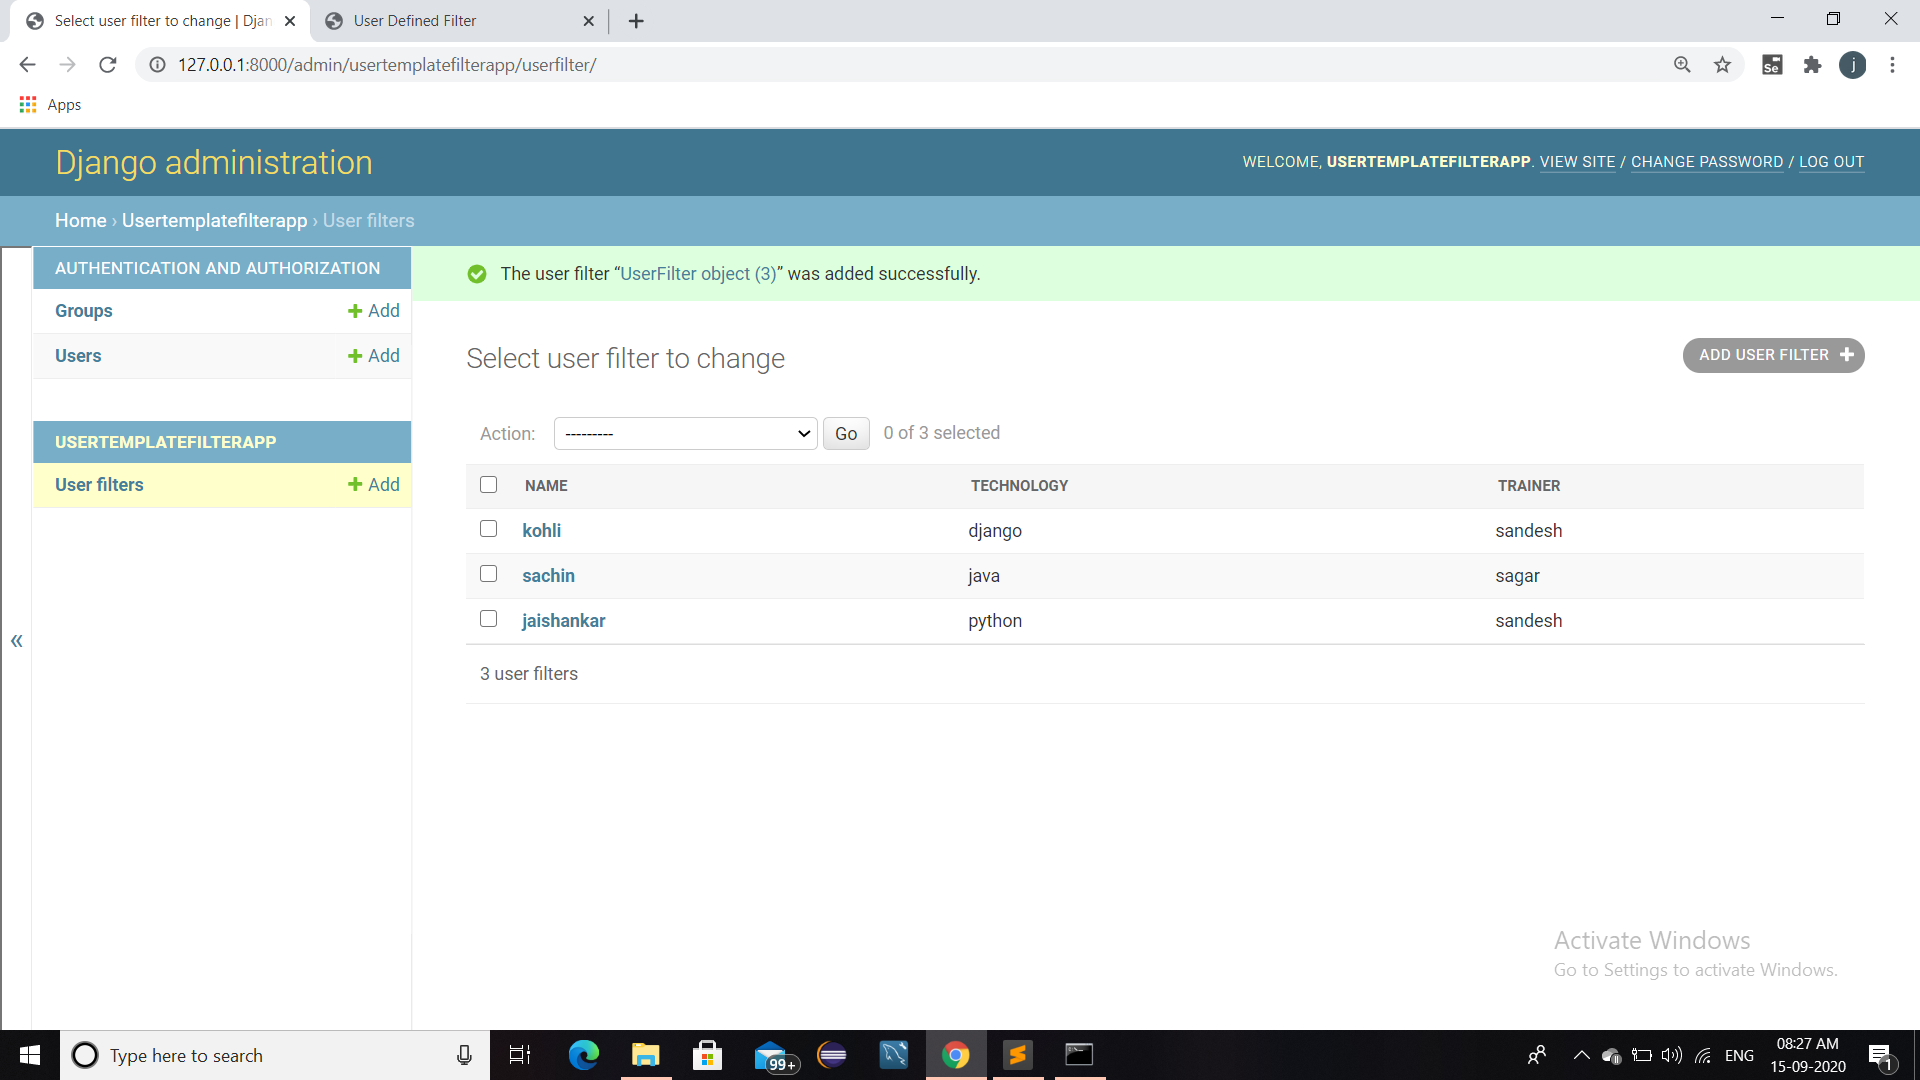 Select user filter to change | Djan
User Defined Filter
127.0.0.1:8000/admin/usertemplatefilterapp/userfilter/
Se
j
Apps
Django administration
WELCOME, USERTEMPLATEFILTERAPP. VIEW SITE / CHANGE PASSWORD / LOG OUT
Home › Usertemplatefilterapp › User filters
AUTHENTICATION AND AUTHORIZATION
Groups + Add
Users + Add
USERTEMPLATEFILTERAPP
User filters + Add
The user filter “UserFilter object (3)” was added successfully.
Select user filter to change
ADD USER FILTER +
Action: --------- Go 0 of 3 selected
NAME TECHNOLOGY TRAINER
kohli django sandesh
sachin java sagar
jaishankar python sandesh
3 user filters
«
Activate Windows
Go to Settings to activate Windows.
Type here to search
99+
ENG
08:27 AM
15-09-2020
1